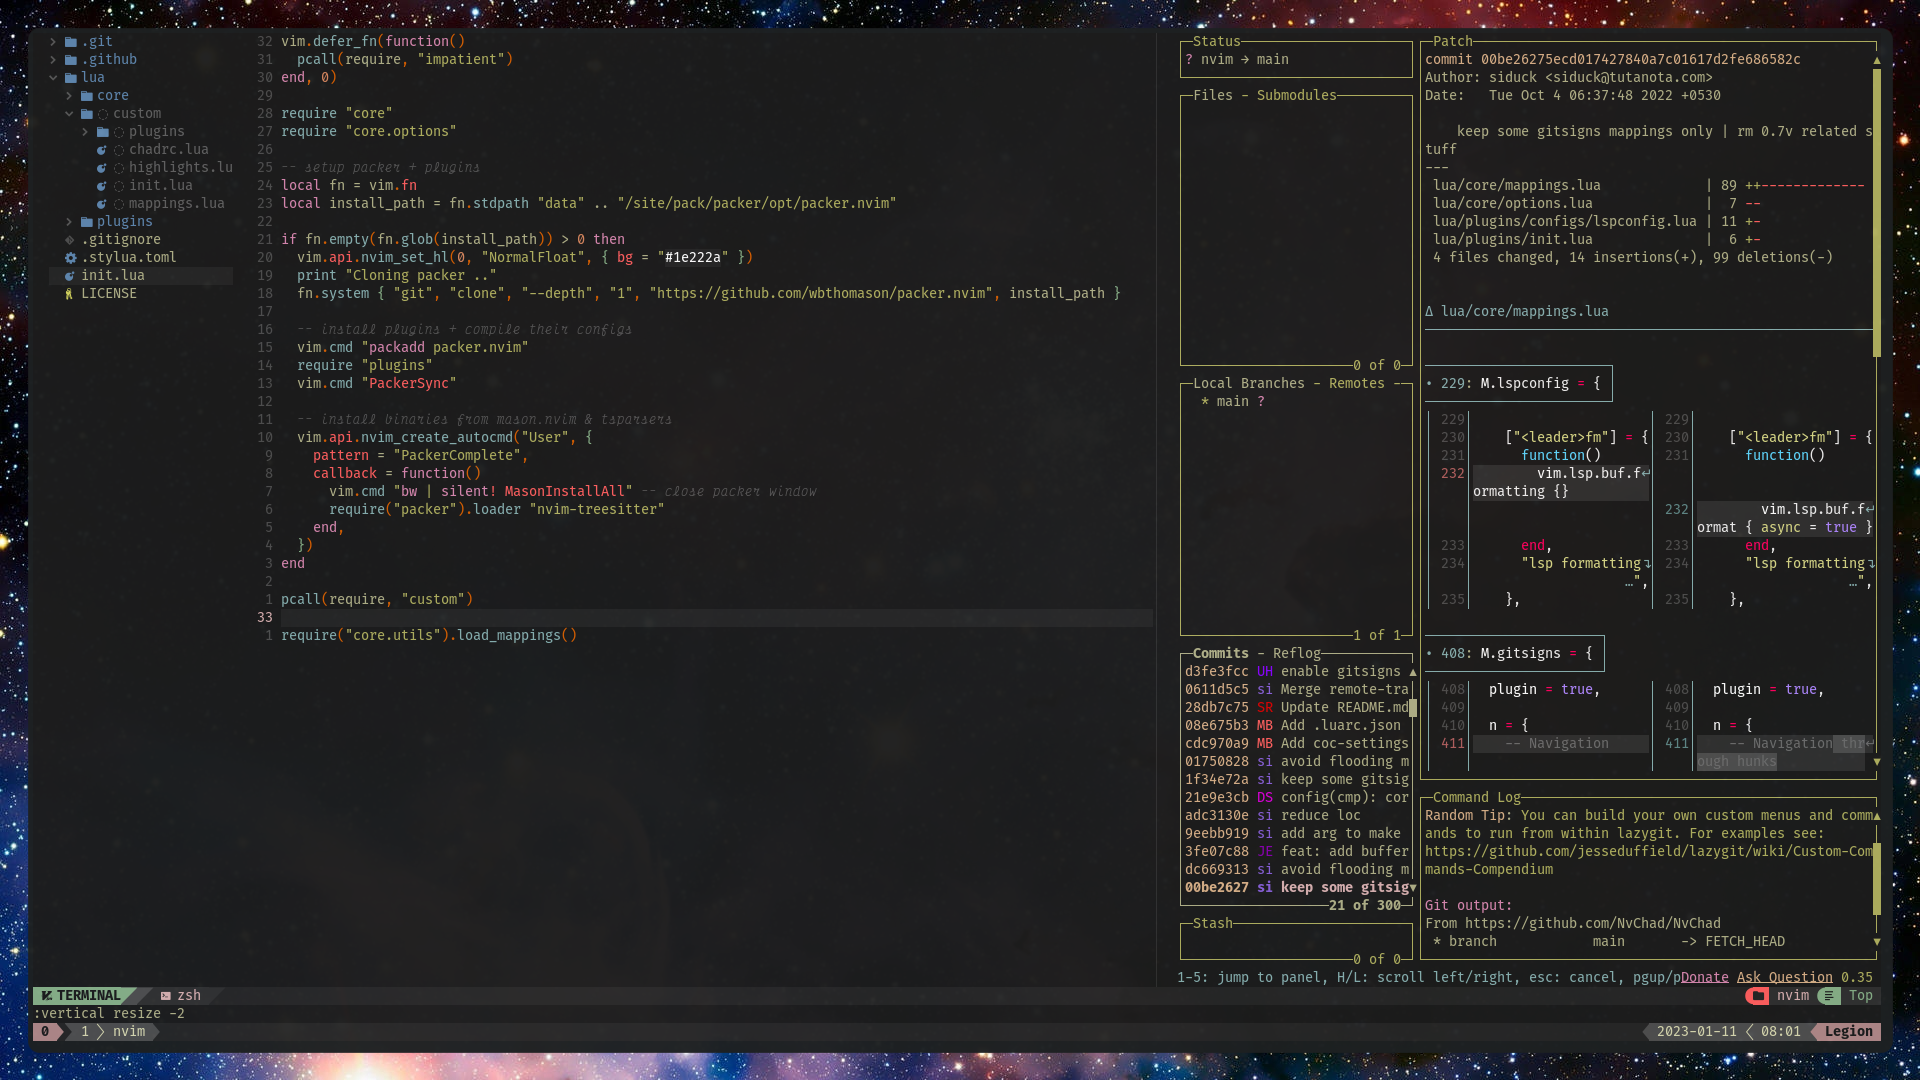 .git
.github
lua
core
custom
plugins
chadrc.lua
highlights.lu
init.lua
mappings.lua
plugins
.gitignore
.stylua.toml
init.lua
LICENSE
32 vim.defer_fn(function()
31 pcall(require, "impatient")
30 end, 0)
29
28 require "core"
27 require "core.options"
26
25 -- setup packer + plugins
24 local fn = vim.fn
23 local install_path = fn.stdpath "data" .. "/site/pack/packer/opt/packer.nvim"
22
21 if fn.empty(fn.glob(install_path)) > 0 then
20 vim.api.nvim_set_hl(0, "NormalFloat", { bg = "#1e222a" })
19 print "Cloning packer .."
18 fn.system { "git", "clone", "--depth", "1", "https://github.com/wbthomason/packer.nvim", install_path }
17
16 -- install plugins + compile their configs
15 vim.cmd "packadd packer.nvim"
14 require "plugins"
13 vim.cmd "PackerSync"
12
11 -- install binaries from mason.nvim & tsparsers
10 vim.api.nvim_create_autocmd("User", {
9 pattern = "PackerComplete",
8 callback = function()
7 vim.cmd "bw | silent! MasonInstallAll" -- close packer window
6 require("packer").loader "nvim-treesitter"
5 end,
4 })
3 end
2
1 pcall(require, "custom")
33
1 require("core.utils").load_mappings()
Status
? nvim → main
Files - Submodules
0 of 0
Local Branches - Remotes
* main ?
1 of 1
Commits - Reflog
d3fe3fcc UH enable gitsigns
0611d5c5 si Merge remote-tra
28db7c75 SR Update README.md
08e675b3 MB Add .luarc.json
cdc970a9 MB Add coc-settings
01750828 si avoid flooding m
1f34e72a si keep some gitsig
21e9e3cb DS config(cmp): cor
adc3130e si reduce loc
9eebb919 si add arg to make
3fe07c88 JE feat: add buffer
dc669313 si avoid flooding m
00be2627 si keep some gitsig
21 of 300
Stash
0 of 0
Patch
commit 00be26275ecd017427840a7c01617d2fe686582c
Author: siduck <siduck@tutanota.com>
Date: Tue Oct 4 06:37:48 2022 +0530
keep some gitsigns mappings only | rm 0.7v related s
tuff
---
lua/core/mappings.lua | 89 ++-------------
lua/core/options.lua | 7 --
lua/plugins/configs/lspconfig.lua | 11 +-
lua/plugins/init.lua | 6 +-
4 files changed, 14 insertions(+), 99 deletions(-)
Δ lua/core/mappings.lua
• 229: M.lspconfig = {
229 229
230 ["<leader>fm"] = { 230 ["<leader>fm"] = {
231 function() 231 function()
232 vim.lsp.buf.f↵
ormatting {}
232 vim.lsp.buf.f↵
ormat { async = true }
233 end, 233 end,
234 "lsp formatting 234 "lsp formatting
…", …",
235 }, 235 },
• 408: M.gitsigns = {
408 plugin = true, 408 plugin = true,
409 409
410 n = { 410 n = {
411 -- Navigation 411 -- Navigation thr↵
ough hunks
Command Log
Random Tip: You can build your own custom menus and comm
ands to run from within lazygit. For examples see:
https://github.com/jesseduffield/lazygit/wiki/Custom-Com
mands-Compendium
Git output:
From https://github.com/NvChad/NvChad
* branch main -> FETCH_HEAD
1-5: jump to panel, H/L: scroll left/right, esc: cancel, pgup/pDonate Ask Question 0.35
TERMINAL zsh nvim Top
:vertical resize -2
0 1 nvim 2023-01-11 08:01 Legion